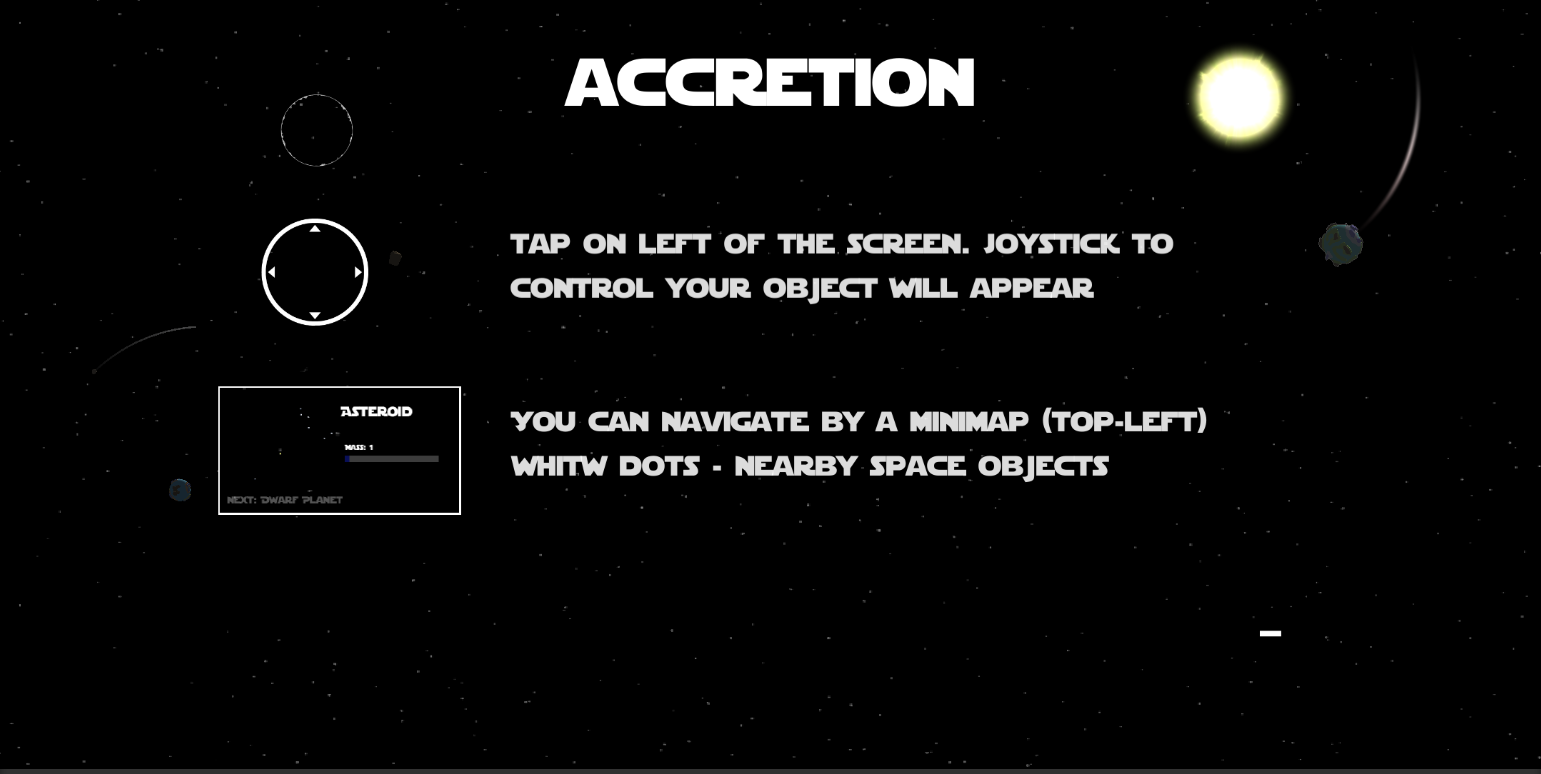 ACCRETION
TAP ON LEFT OF THE SCREEN. JOYSTICK TO
CONTROL YOUR OBJECT WILL APPEAR
ASTEROID
MASS: 1
NEXT: DWARF PLANET
YOU CAN NAVIGATE BY A MINIMAP (TOP-LEFT)
WHITW DOTS - NEARBY SPACE OBJECTS